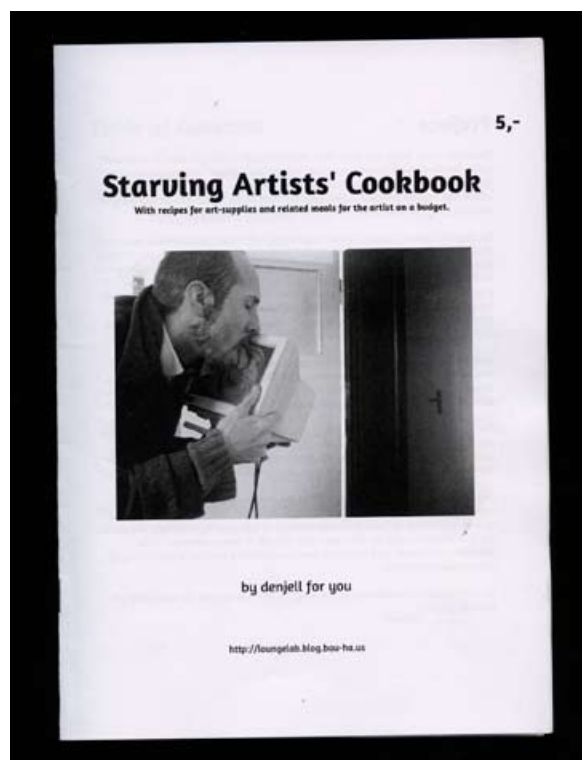 5,-
Starving Artists' Cookbook
With recipes for art-supplies and related meals for the artist on a budget.
by denjell for you
http://loungelab.blog.bau-ha.us